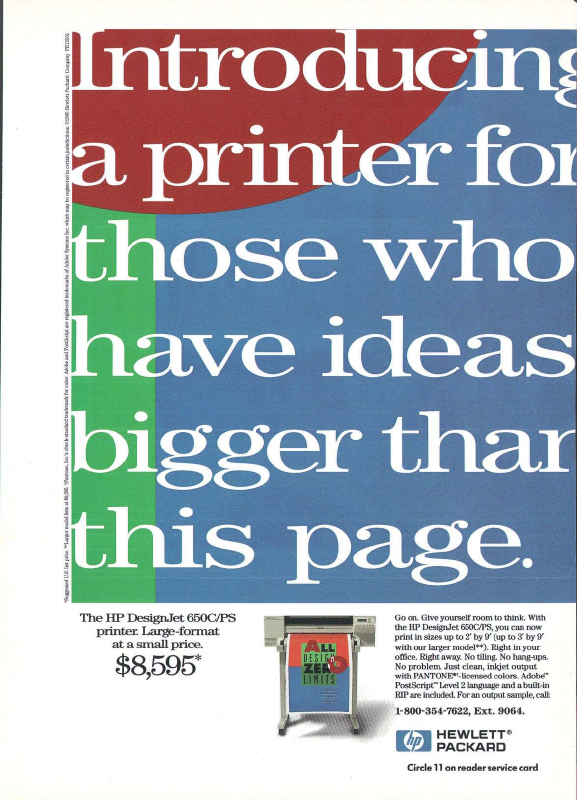 Introducing
a printer for
those who
have ideas
bigger than
this page.
*Suggested U.S. list price. **Larger model lists at $9,595. †Pantone, Inc.'s check-standard trademark for color. Adobe and PostScript are registered trademarks of Adobe Systems Inc. which may be registered in certain jurisdictions. Hewlett-Packard Company
The HP DesignJet 650C/PS
printer. Large-format
at a small price.
$8,595*
ALL
DESIGN
ZERO
LIMITS
Go on. Give yourself room to think. With
the HP DesignJet 650C/PS, you can now
print in sizes up to 2' by 9' (up to 3' by 9'
with our larger model**). Right in your
office. Right away. No tiling. No hang-ups.
No problem. Just clean, inkjet output
with PANTONE®†-licensed colors. Adobe™
PostScript™ Level 2 language and a built-in
RIP are included. For an output sample, call:
1-800-354-7622, Ext. 9064.
hp HEWLETT®
PACKARD
Circle 11 on reader service card